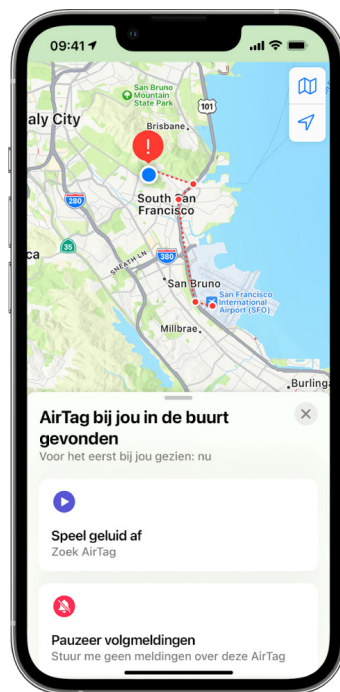 09:41
San Bruno
Mountain
State Park
101
aly City
Brisbane
!
280
South San
Francisco
ca
35
380
SNEATH LN
San Bruno
San Francisco
International
Airport (SFO)
Millbrae
Burling
AirTag bij jou in de buurt
gevonden
Voor het eerst bij jou gezien: nu
Speel geluid af
Zoek AirTag
Pauzeer volgmeldingen
Stuur me geen meldingen over deze AirTag